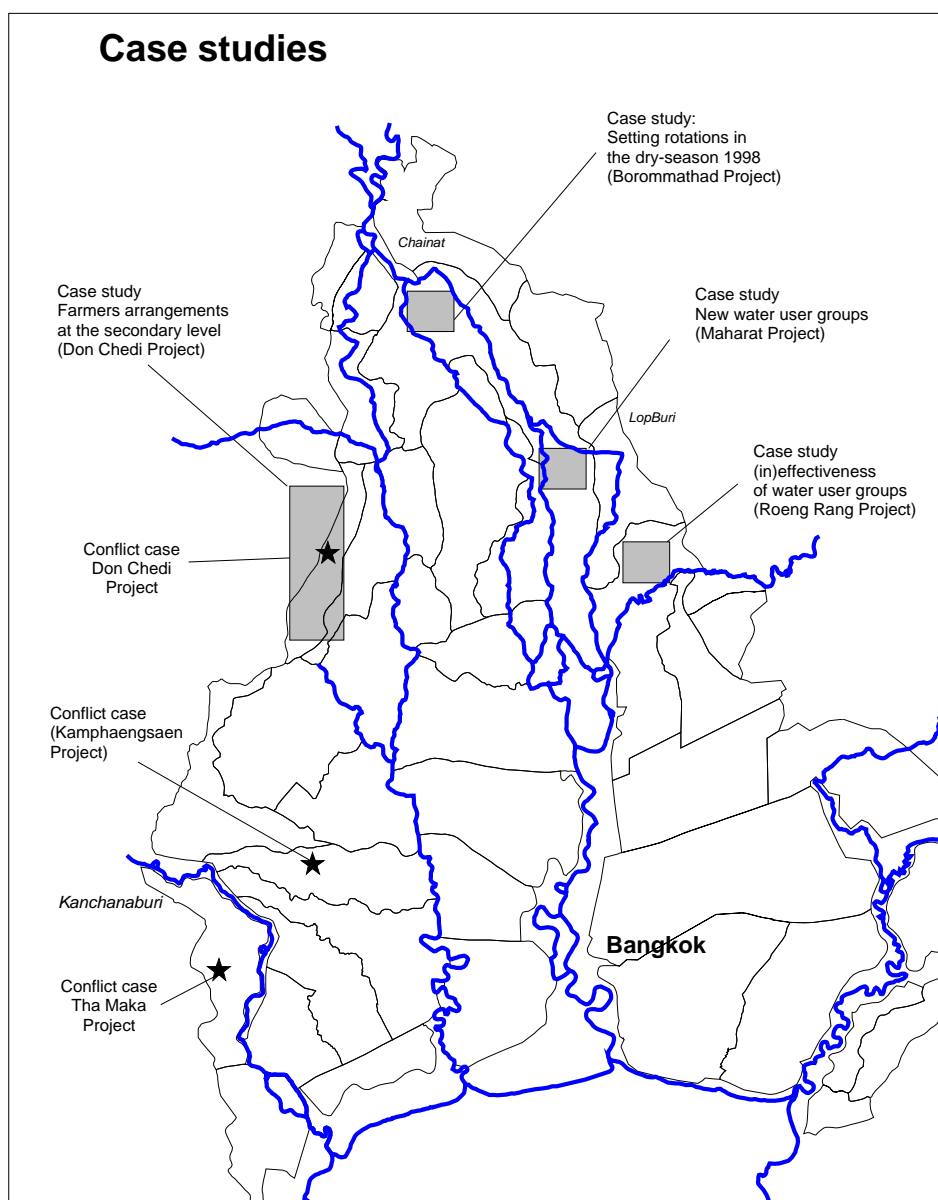 Case studies
Case study:
Setting rotations in
the dry-season 1998
(Borommathad Project)
Chainat
Case study
Farmers arrangements
at the secondary level
(Don Chedi Project)
Case study
New water user groups
(Maharat Project)
LopBuri
Case study
(in)effectiveness
of water user groups
(Roeng Rang Project)
Conflict case
Don Chedi
Project
Conflict case
(Kamphaengsaen
Project)
Kanchanaburi
Bangkok
Conflict case
Tha Maka
Project